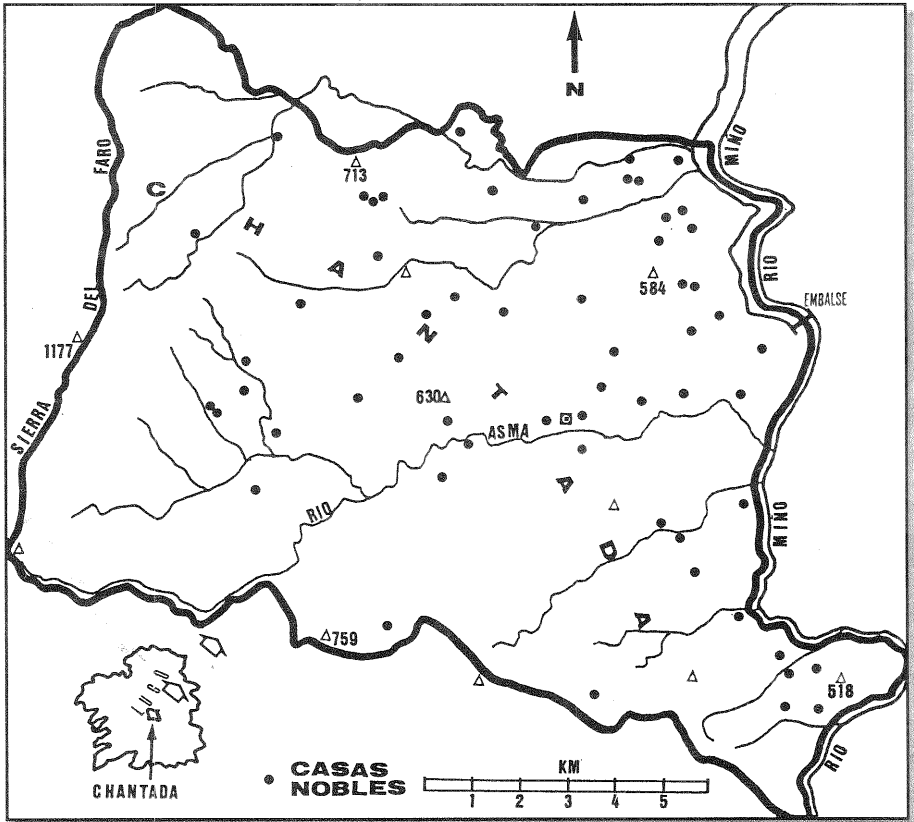 N
MIÑO
FARO
C
713
H
A
RIO
DEL
584
EMBALSE
1177
N
630
T
SIERRA
ASMA
A
RIO
MIÑO
D
A
759
518
LUGO
RIO
KM
CASAS
NOBLES
1 2 3 4 5
CHANTADA